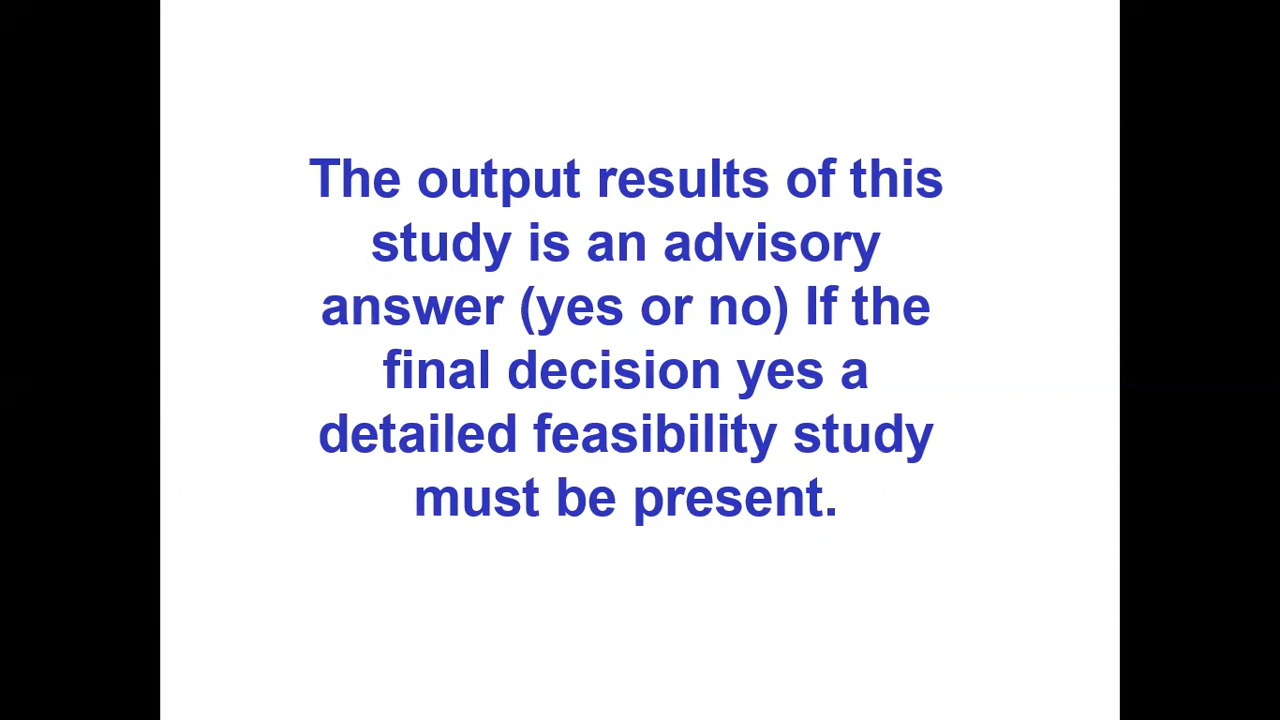 The output results of this
study is an advisory
answer (yes or no) If the
final decision yes a
detailed feasibility study
must be present.